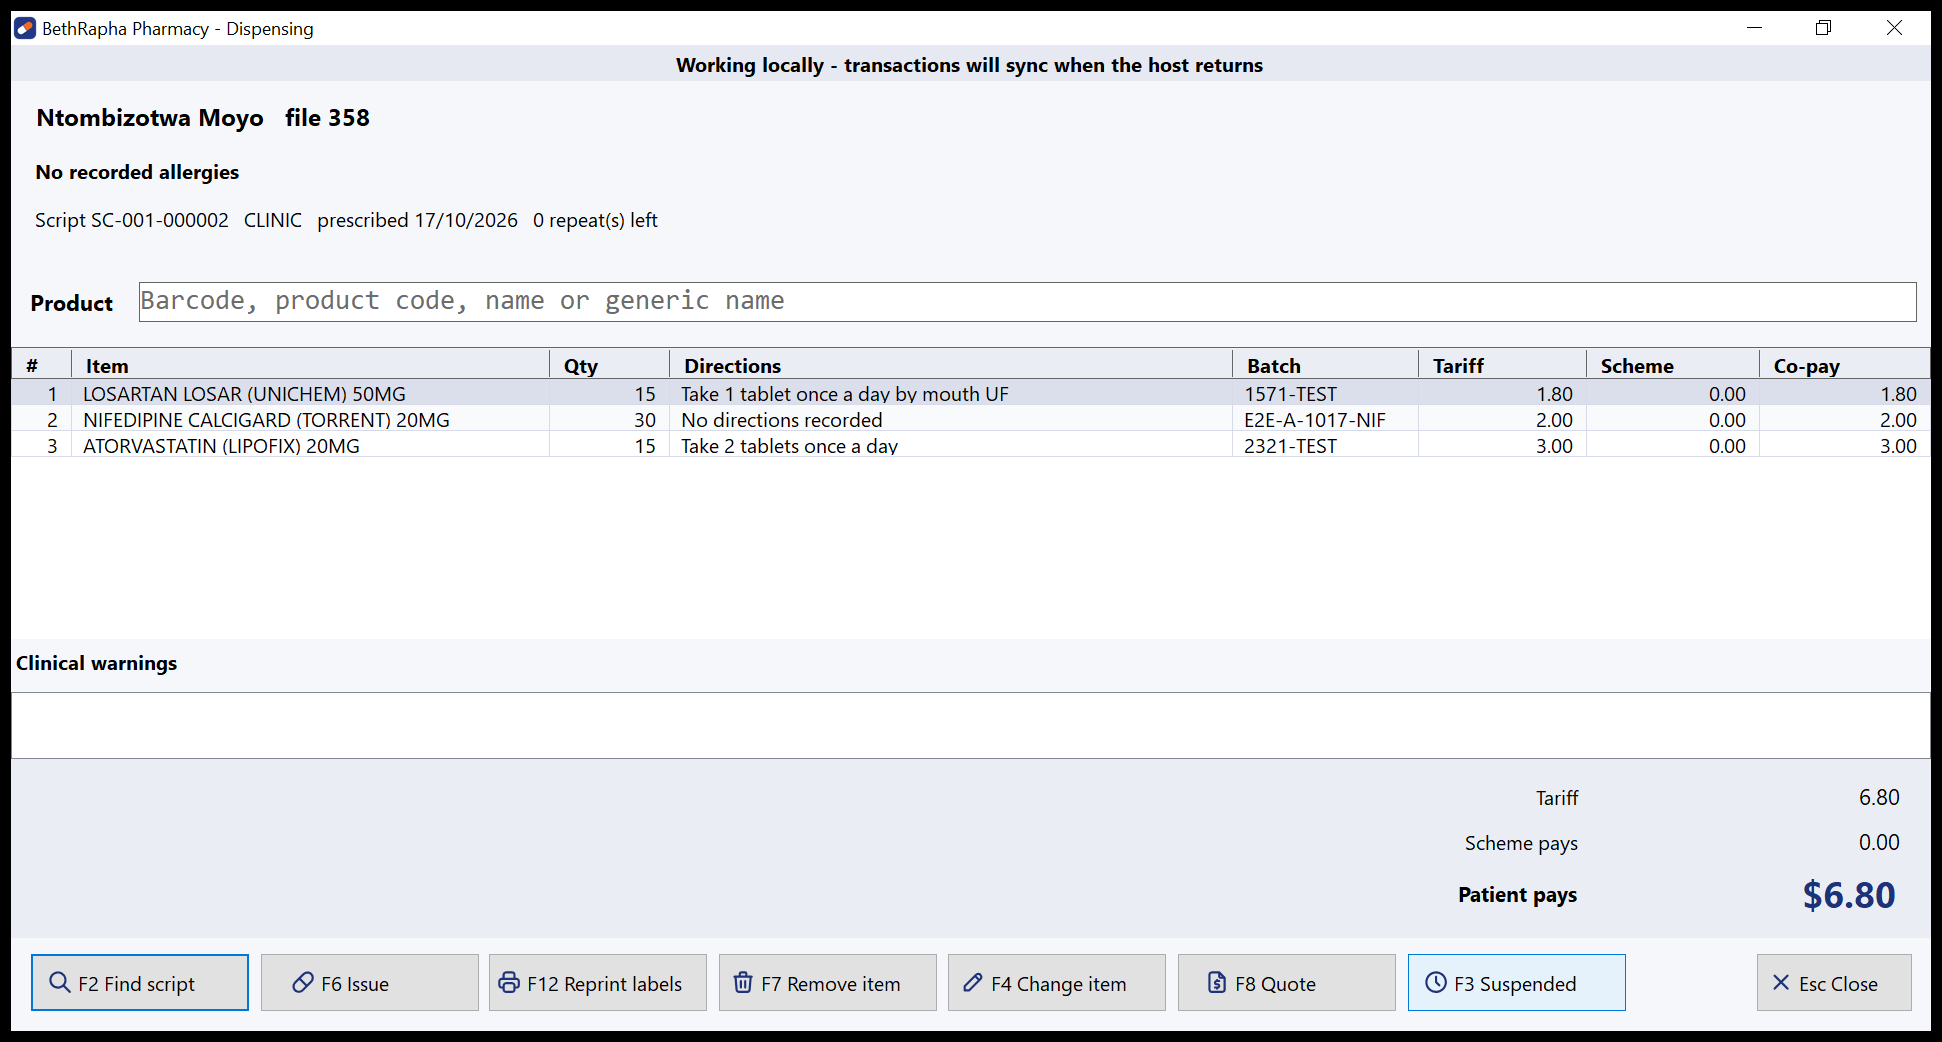 BethRapha Pharmacy - Dispensing
Working locally - transactions will sync when the host returns
Ntombizotwa Moyo file 358
No recorded allergies
Script SC-001-000002 CLINIC prescribed 17/10/2026 0 repeat(s) left
Product Barcode, product code, name or generic name
# Item Qty Directions Batch Tariff Scheme Co-pay
1 LOSARTAN LOSAR (UNICHEM) 50MG 15 Take 1 tablet once a day by mouth UF 1571-TEST 1.80 0.00 1.80
2 NIFEDIPINE CALCIGARD (TORRENT) 20MG 30 No directions recorded E2E-A-1017-NIF 2.00 0.00 2.00
3 ATORVASTATIN (LIPOFIX) 20MG 15 Take 2 tablets once a day 2321-TEST 3.00 0.00 3.00
Clinical warnings
Tariff 6.80
Scheme pays 0.00
Patient pays $6.80
F2 Find script F6 Issue F12 Reprint labels F7 Remove item F4 Change item F8 Quote F3 Suspended Esc Close